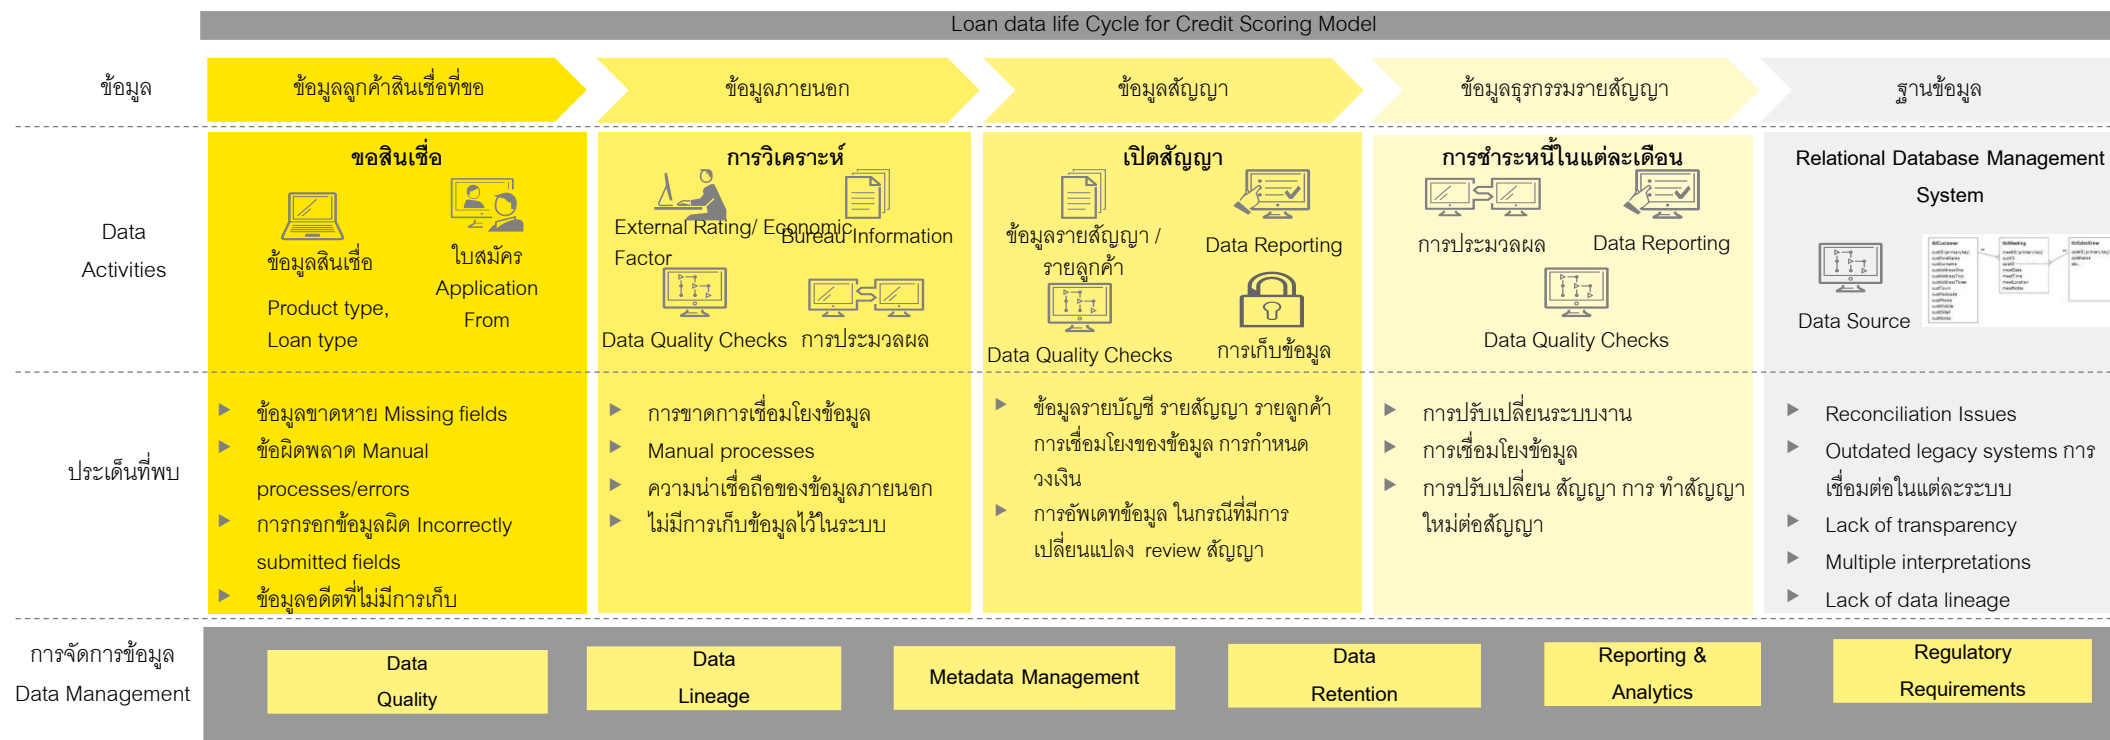 Loan data life Cycle for Credit Scoring Model
ข้อมูล
ข้อมูลลูกค้าสินเชื่อที่ขอ
ข้อมูลภายนอก
ข้อมูลสัญญา
ข้อมูลธุรกรรมรายสัญญา
ฐานข้อมูล
Data
Activities
ขอสินเชื่อ
ข้อมูลสินเชื่อ
Product type,
Loan type
ใบสมัคร
Application
From
การวิเคราะห์
External Rating/ Economic
Factor
Bureau Information
Data Quality Checks
การประมวลผล
เปิดสัญญา
ข้อมูลรายสัญญา /
รายลูกค้า
Data Reporting
Data Quality Checks
การเก็บข้อมูล
การชำระหนี้ในแต่ละเดือน
การประมวลผล
Data Reporting
Data Quality Checks
Relational Database Management
System
Data Source
tblCustomer
tblMeeting
ประเด็นที่พบ
ข้อมูลขาดหาย Missing fields
ข้อผิดพลาด Manual
processes/errors
การกรอกข้อมูลผิด Incorrectly
submitted fields
ข้อมูลอดีตที่ไม่มีการเก็บ
การขาดการเชื่อมโยงข้อมูล
Manual processes
ความน่าเชื่อถือของข้อมูลภายนอก
ไม่มีการเก็บข้อมูลไว้ในระบบ
ข้อมูลรายบัญชี รายสัญญา รายลูกค้า
การเชื่อมโยงของข้อมูล การกำหนด
วงเงิน
การอัพเดทข้อมูล ในกรณีที่มีการ
เปลี่ยนแปลง review สัญญา
การปรับเปลี่ยนระบบงาน
การเชื่อมโยงข้อมูล
การปรับเปลี่ยน สัญญา การ ทำสัญญา
ใหม่ต่อสัญญา
Reconciliation Issues
Outdated legacy systems การ
เชื่อมต่อในแต่ละระบบ
Lack of transparency
Multiple interpretations
Lack of data lineage
การจัดการข้อมูล
Data Management
Data
Quality
Data
Lineage
Metadata Management
Data
Retention
Reporting &
Analytics
Regulatory
Requirements